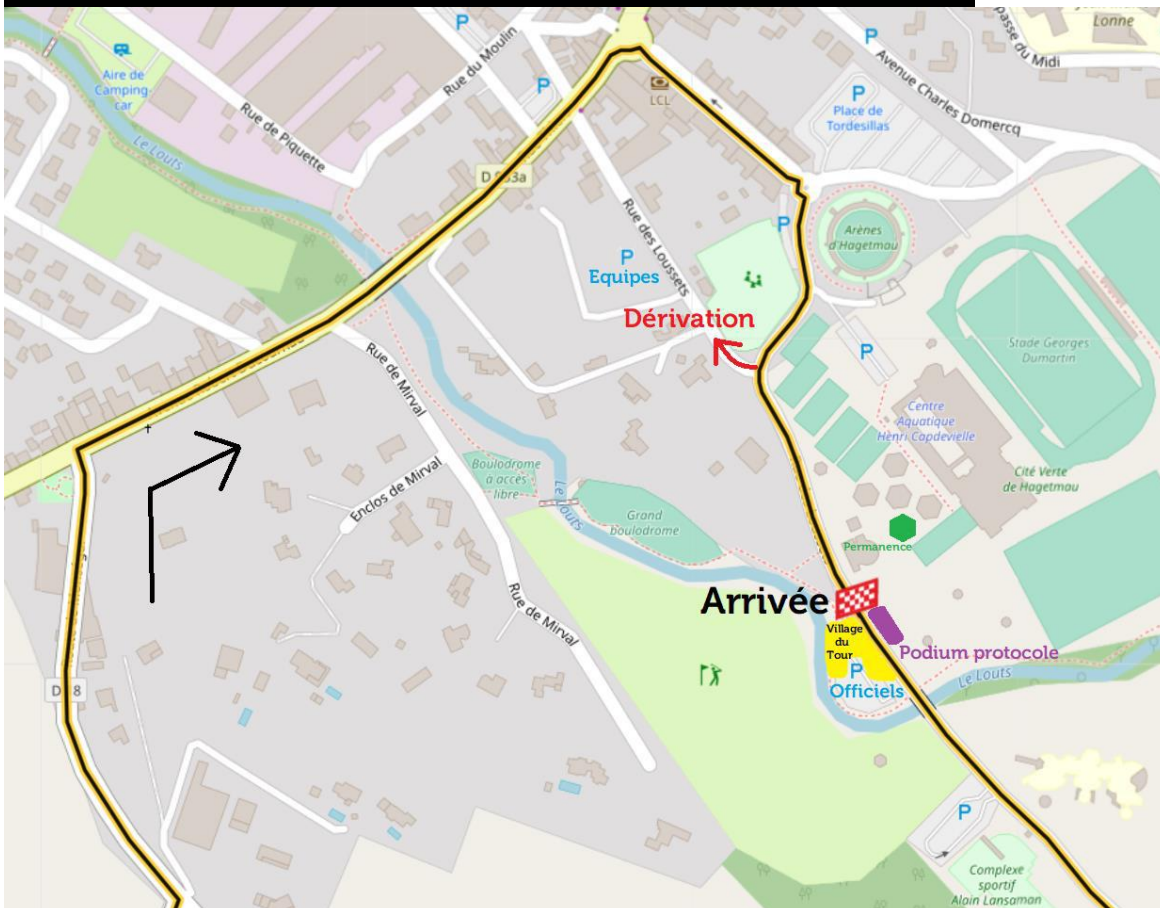 Lonne
P
P
Rue du Moulin
Impasse du Midi
Aire de
Camping-
car
P
LCL
Avenue Charles Domercq
P
Place de
Tordesillas
Rue de Piquette
Le Louts
Rue des Loussets
P
Arènes
d'Hagetmau
P
Equipes
Dérivation
Stade Georges
Dumartin
P
Rue de Mirval
Centre
Aquatique
Henri Capdevielle
Boulodrome
à accès
libre
Enclos de Mirval
Le Louts
Cité Verte
de Hagetmau
Grand
boulodrome
Permanence
Arrivée
Rue de Mirval
Village
du
Tour
Podium protocole
P
Officiels
Le Louts
P
Complexe
sportif
Alain Lansaman